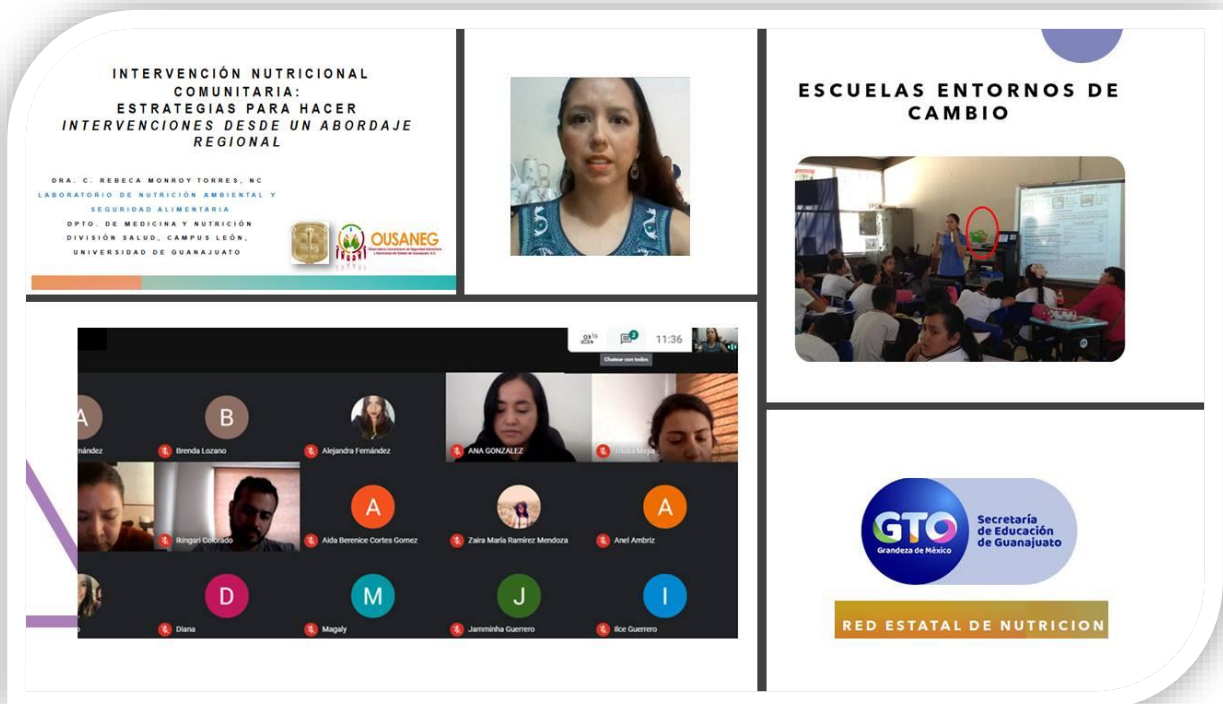 INTERVENCIÓN NUTRICIONAL
COMUNITARIA:
ESTRATEGIAS PARA HACER
INTERVENCIONES DESDE UN ABORDAJE
REGIONAL
DRA. C. REBECA MONROY TORRES, NC
LABORATORIO DE NUTRICIÓN AMBIENTAL Y
SEGURIDAD ALIMENTARIA
DPTO. DE MEDICINA Y NUTRICIÓN
DIVISIÓN SALUD, CAMPUS LEÓN,
UNIVERSIDAD DE GUANAJUATO
OUSANEG
ESCUELAS ENTORNOS DE
CAMBIO
16
2
11:36
Chatear con todos
A
B
nández
Brenda Lozano
Alejandra Fernández
ANA GONZALEZ
Ikingari Colorado
A
Aida Berenice Cortes Gomez
Zaira María Ramírez Mendoza
A
Anel Ambriz
D
Diana
M
Magaly
J
Jamminha Guerrero
I
Ilce Guerrero
GTO
Grandeza de México
Secretaría
de Educación
de Guanajuato
RED ESTATAL DE NUTRICION